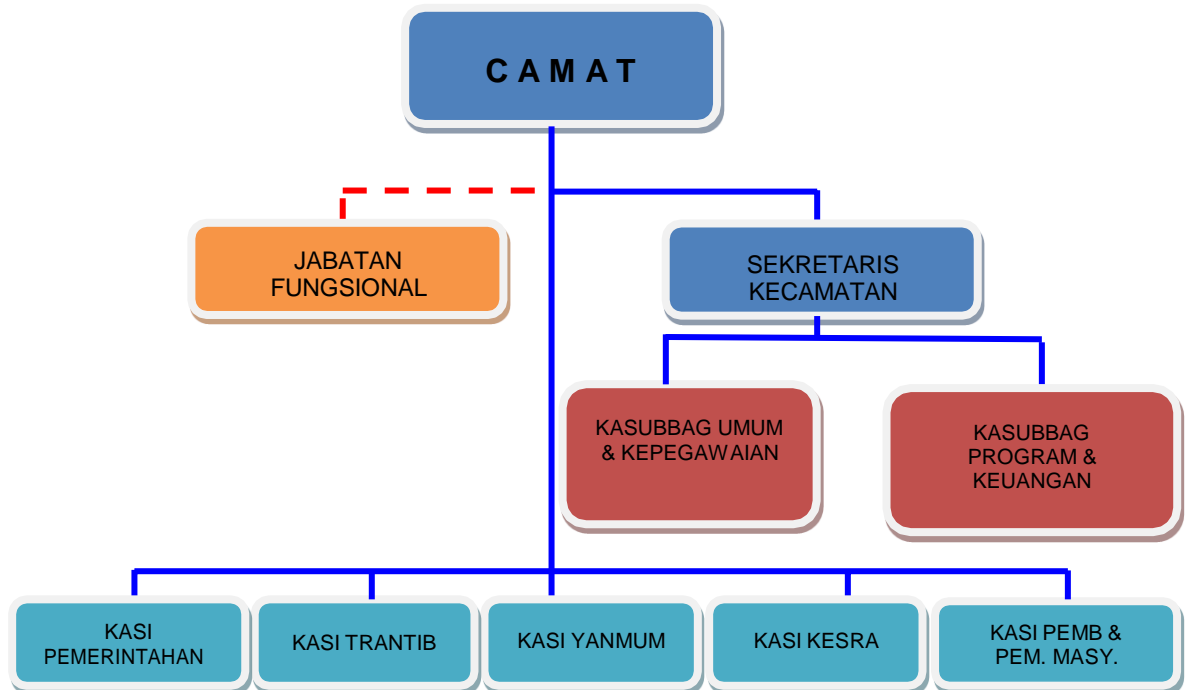 C A M A T
JABATAN
FUNGSIONAL
SEKRETARIS
KECAMATAN
KASUBBAG UMUM
& KEPEGAWAIAN
KASUBBAG
PROGRAM &
KEUANGAN
KASI
PEMERINTAHAN
KASI TRANTIB
KASI YANMUM
KASI KESRA
KASI PEMB &
PEM. MASY.